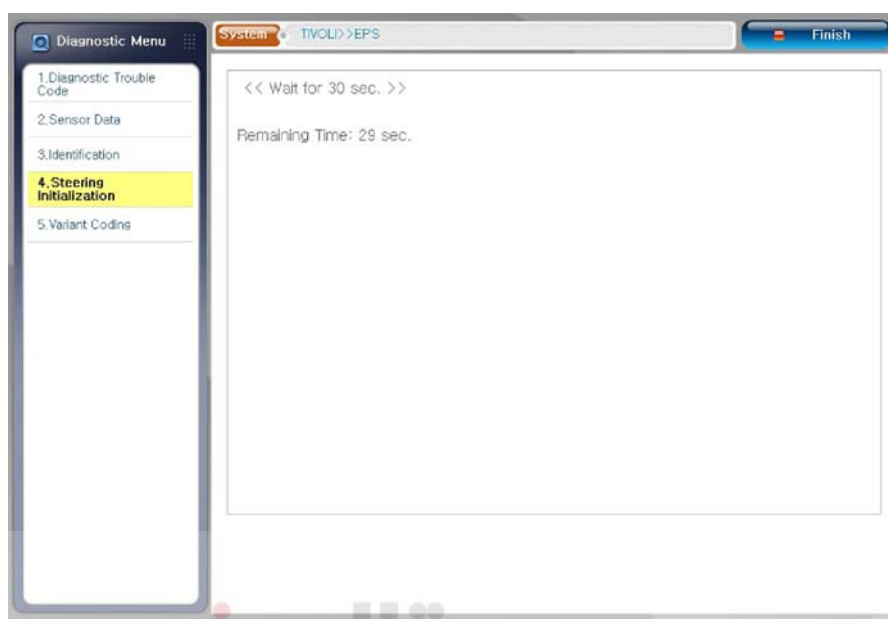 Diagnostic Menu
System
TIVOLI>>EPS
Finish
1.Diagnostic Trouble
Code
2.Sensor Data
3.Identification
4.Steering
Initialization
5.Variant Coding
<< Wait for 30 sec. >>
Remaining Time: 29 sec.